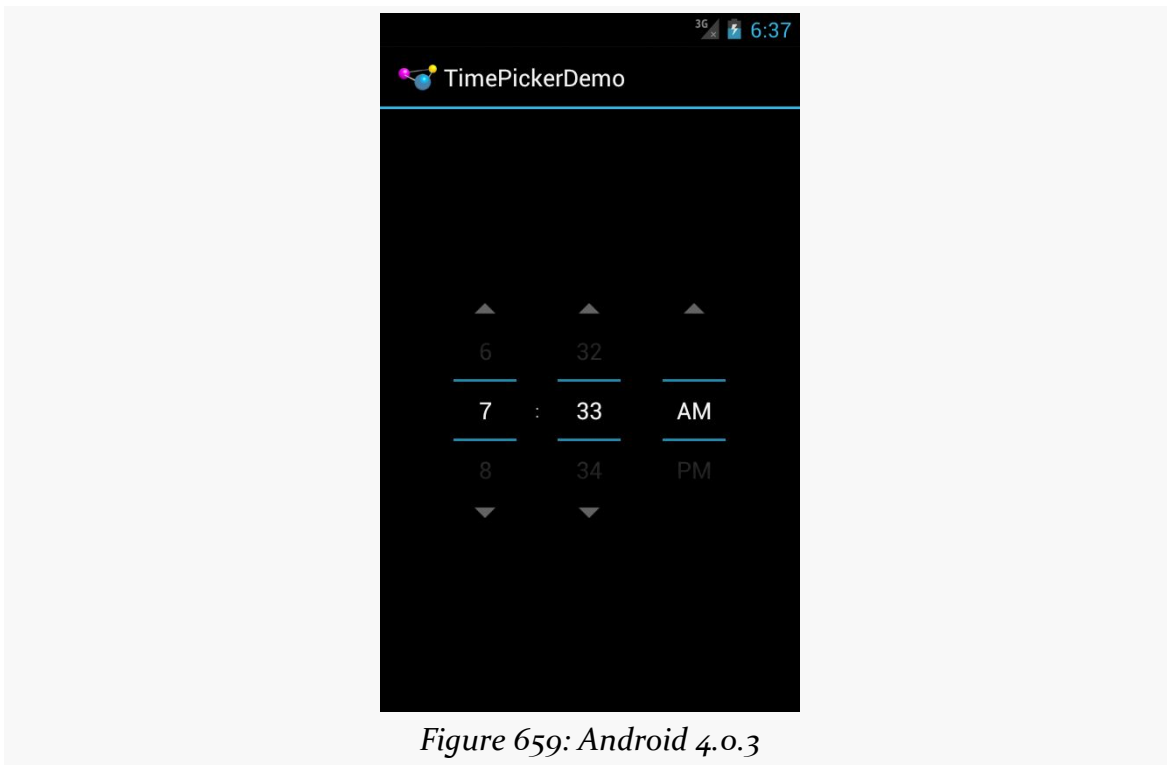 3G 6:37
TimePickerDemo
6 32
7 : 33 AM
8 34 PM
Figure 659: Android 4.0.3